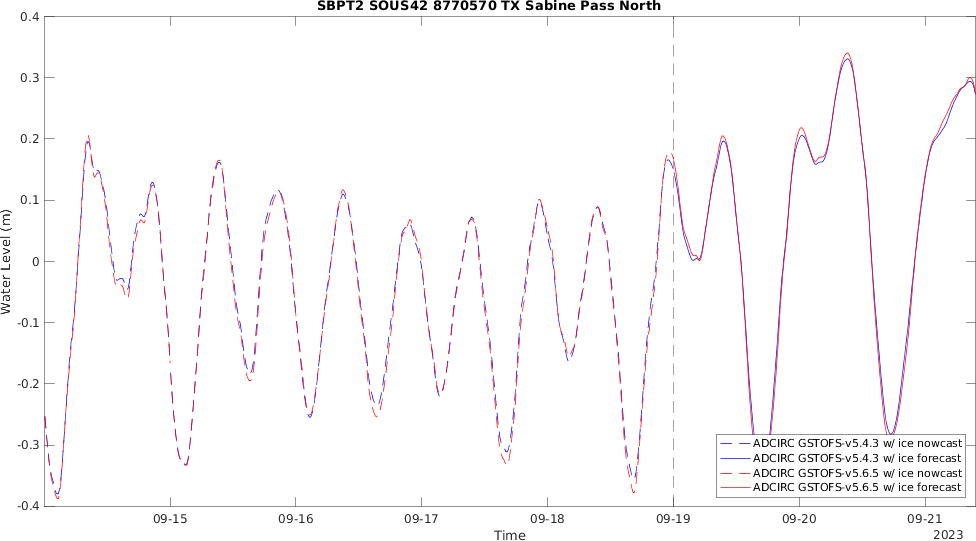 SBPT2 SOUS42 8770570 TX Sabine Pass North
0.4
0.3
0.2
0.1
0
-0.1
-0.2
-0.3
-0.4
Water Level (m)
09-15
09-16
09-17
09-18
09-19
09-20
09-21
Time
2023
ADCIRC GSTOFS-v5.4.3 w/ ice nowcast
ADCIRC GSTOFS-v5.4.3 w/ ice forecast
ADCIRC GSTOFS-v5.6.5 w/ ice nowcast
ADCIRC GSTOFS-v5.6.5 w/ ice forecast